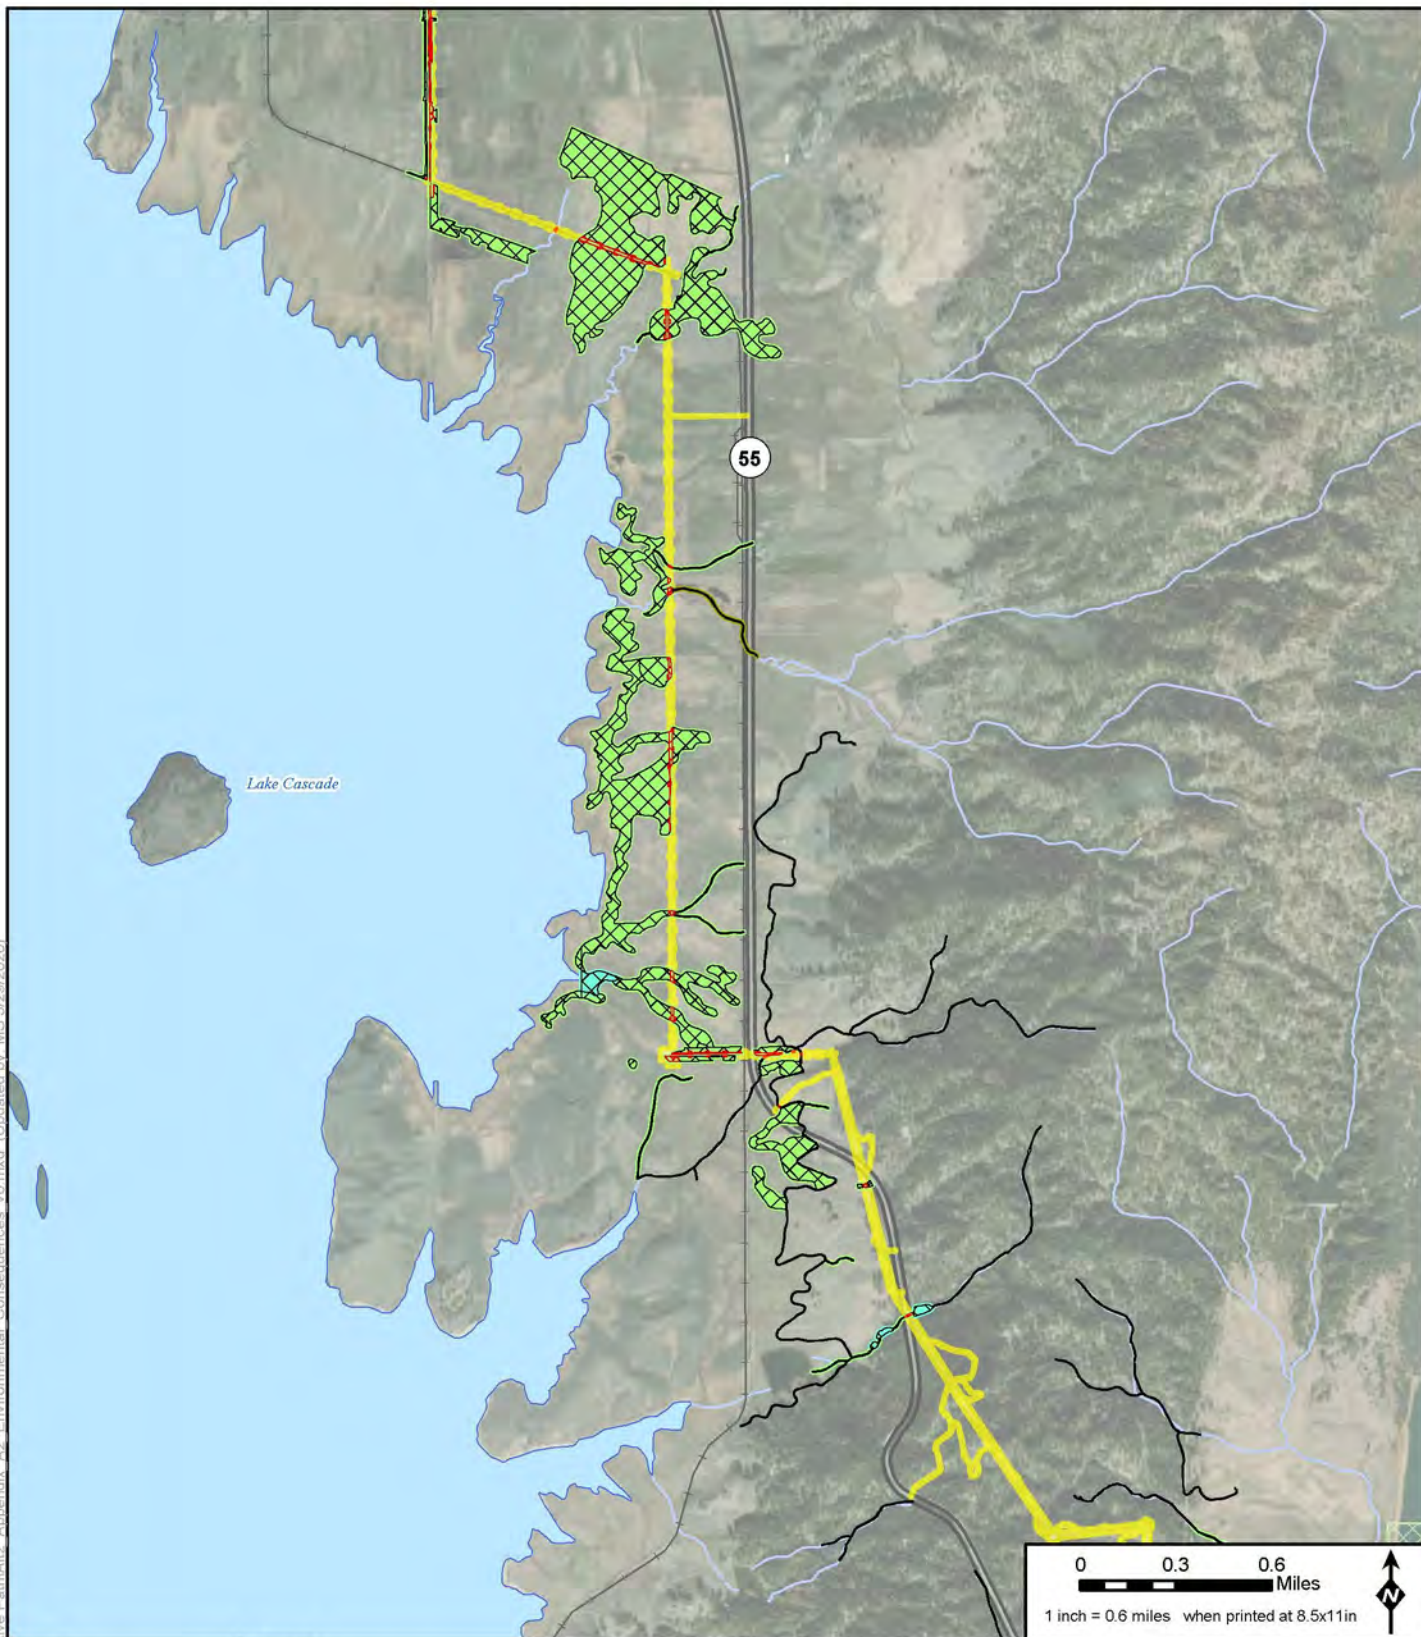 55
Lake Cascade
0 0.3 0.6
Miles
1 inch = 0.6 miles when printed at 8.5x11in
N